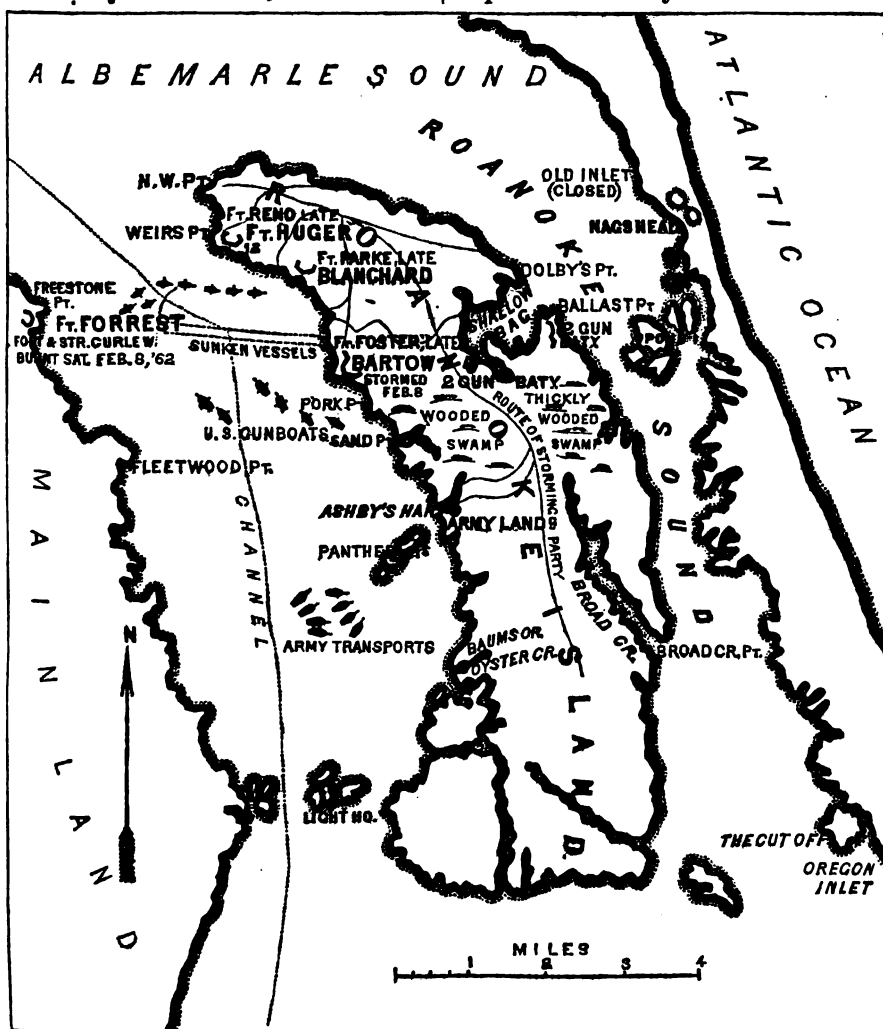 ALBEMARLE SOUND
ATLANTIC OCEAN
ROANOKE
SOUND
OLD INLET
(CLOSED)
NAGSHEAD
N.W. PT.
FT. RENO LATE
FT. HUGER
12
WEIRS PT.
FT. PARKE, LATE
BLANCHARD
DOLBY'S PT.
FREESTONE
PT.
FT. FORREST
BURNT SAT. FEB. 8, '62
SUNKEN VESSELS
FT. FOSTER LATE
BARTOW
STORMED
FEB. 8
SHALLOW
BAG
BALLAST PT.
2 GUN
BATY
2 GUN BATY
THICKLY
WOODED
SWAMP
WOODED
SWAMP
PORK P
SAND P
U.S. GUNBOATS
FLEETWOOD PT.
ROUTE OF STORMING PARTY
ASHBY'S HAR
ARMY LANDG
PANTHER
ARMY TRANSPORTS
CHANNEL
MAIN LAND
N
ROANOKE ISLAND.
BROAD CR.
BROAD CR. PT.
BAUMS OR
OYSTER CR.
LIGHT HO.
THE CUT OFF
OREGON
INLET
MILES
1 2 3 4